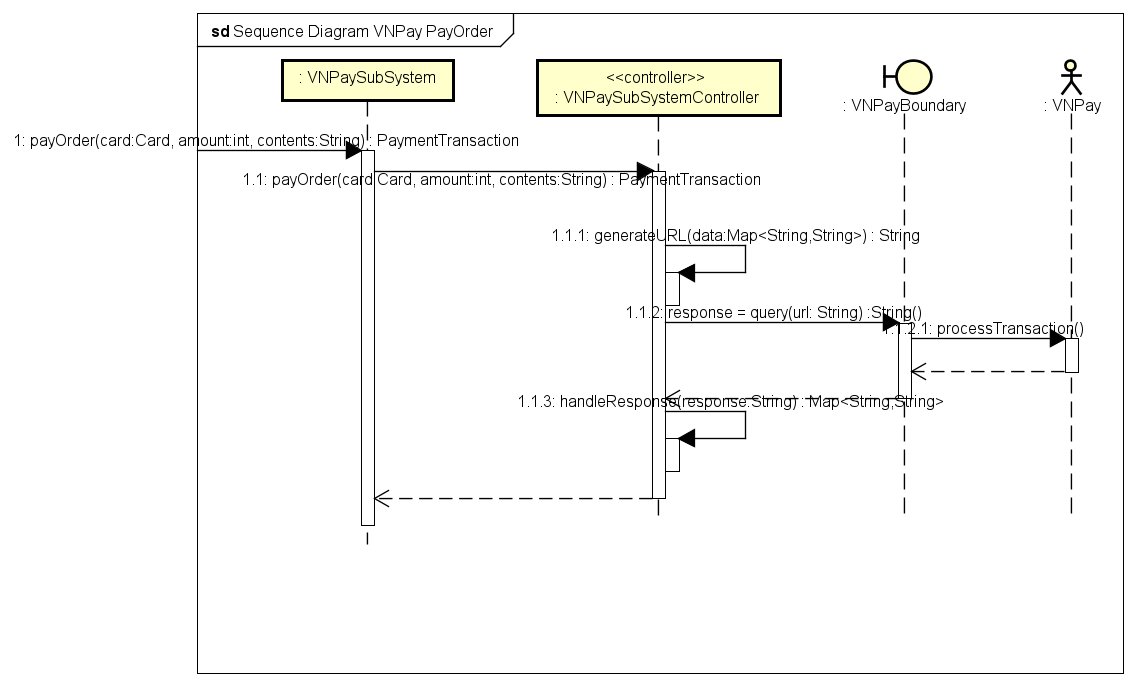 sd Sequence Diagram VNPay PayOrder
: VNPaySubSystem
<<controller>>
: VNPaySubSystemController
: VNPayBoundary
: VNPay
1: payOrder(card:Card, amount:int, contents:String) : PaymentTransaction
1.1: payOrder(card:Card, amount:int, contents:String) : PaymentTransaction
1.1.1: generateURL(data:Map<String,String>) : String
1.1.2: response = query(url: String) :String()
1.1.2.1: processTransaction()
1.1.3: handleResponse(response:String) : Map<String,String>